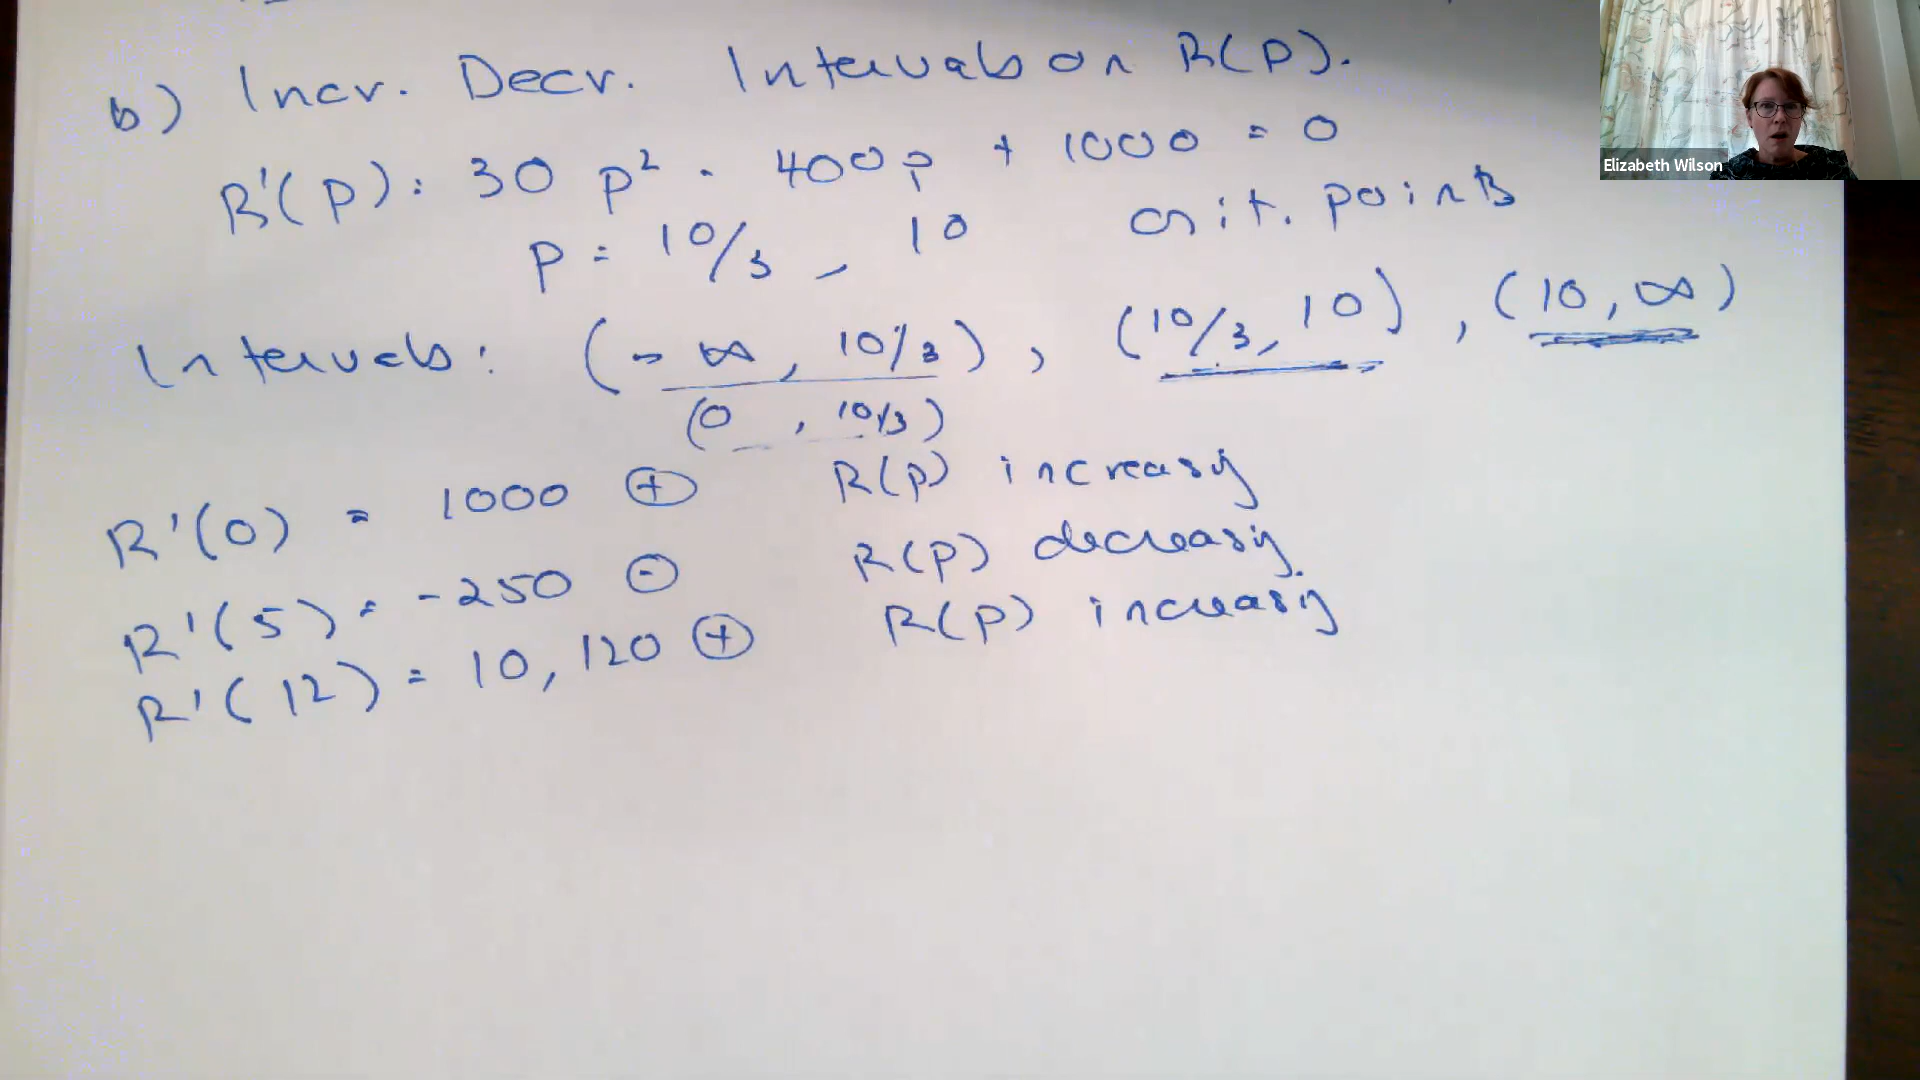 b) Incr. Decr. Intervals on R(p).
R'(p): 30 p² - 400p + 1000 = 0
p = 10/3, 10 crit. points
Intervals: (-∞, 10/3), (10/3, 10), (10, ∞)
(0, 10/3)
R'(0) = 1000 ⊕ R(p) increasing
R'(5) = -250 ⊖ R(p) decreasing.
R'(12) = 10,120 ⊕ R(p) increasing
Elizabeth Wilson